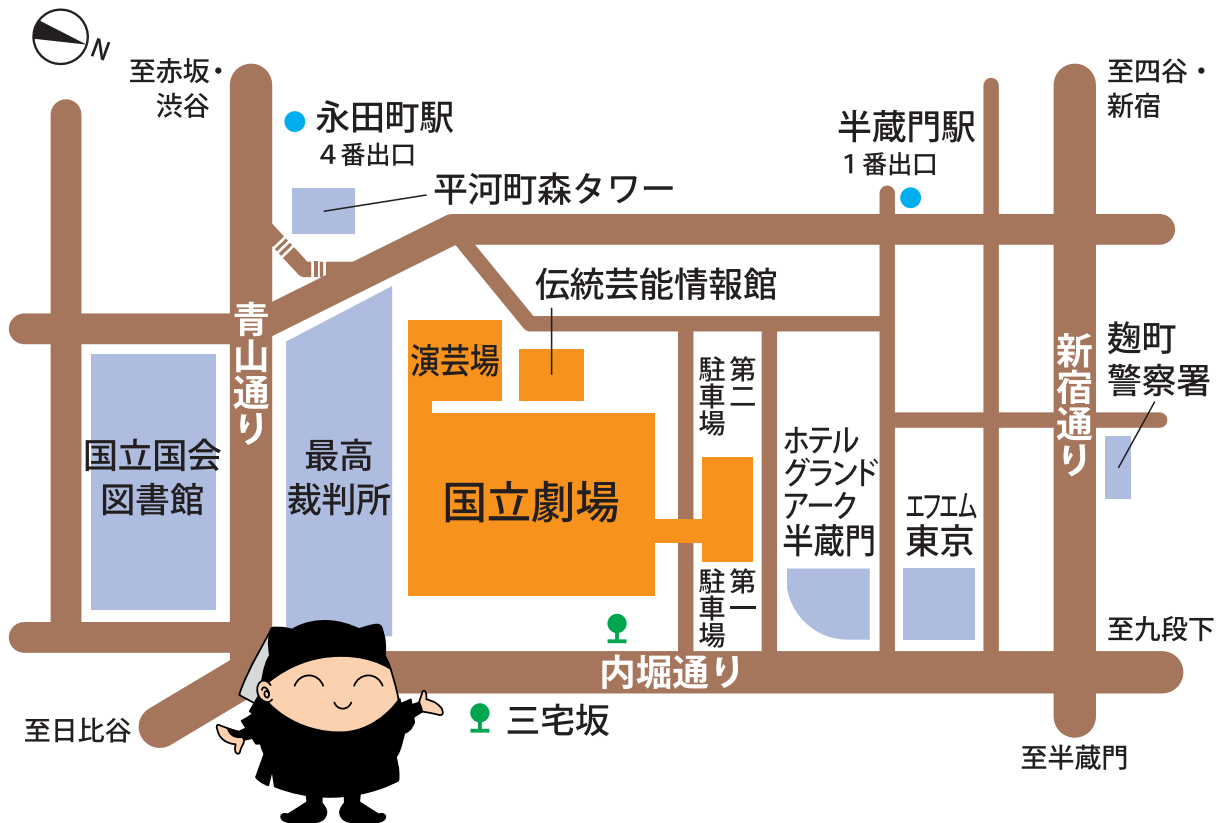 N
至赤坂・
渋谷
永田町駅
4番出口
平河町森タワー
半蔵門駅
1番出口
至四谷・
新宿
伝統芸能情報館
青山通り
演芸場
第二
駐車場
新宿通り
麹町
警察署
国立国会
図書館
最高
裁判所
国立劇場
ホテル
グランド
アーク
半蔵門
エフエム
東京
第一
駐車場
内堀通り
至九段下
三宅坂
至日比谷
至半蔵門